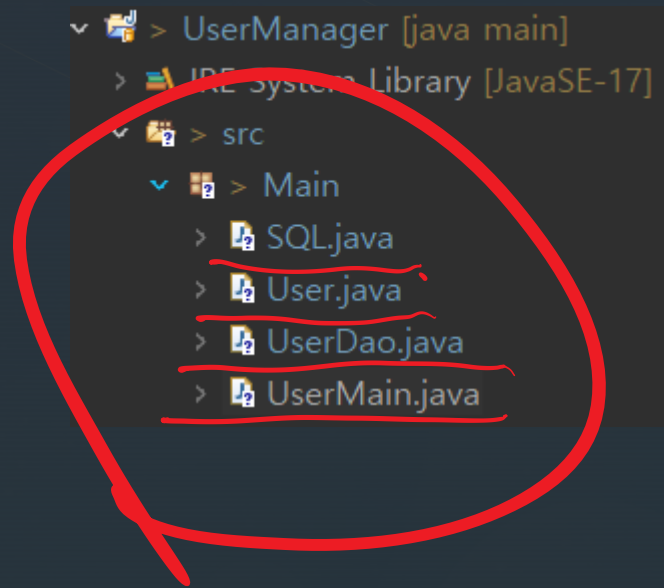 > UserManager [java main]
> JRE System Library [JavaSE-17]
> src
> Main
> SQL.java
> User.java
> UserDao.java
> UserMain.java